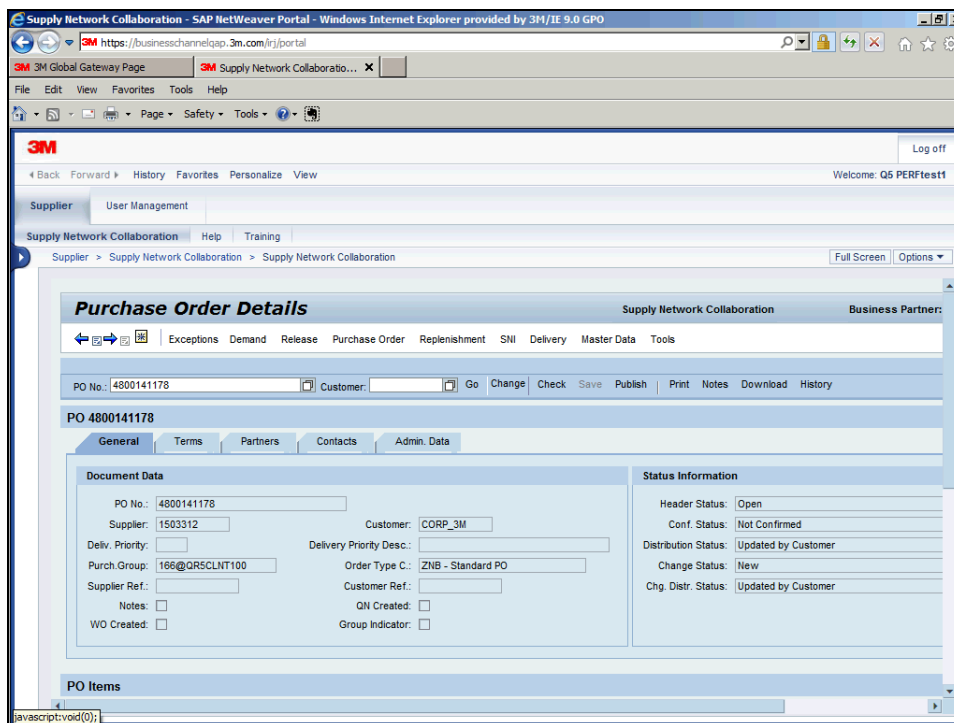 Supply Network Collaboration - SAP NetWeaver Portal - Windows Internet Explorer provided by 3M/IE 9.0 GPO
3M https://businesschannelqap.3m.com/irj/portal
3M 3M Global Gateway Page 3M Supply Network Collaboratio... X
File Edit View Favorites Tools Help
Page Safety Tools
3M
Log off
Back Forward History Favorites Personalize View Welcome: Q5 PERFtest1
Supplier User Management
Supply Network Collaboration Help Training
Supplier > Supply Network Collaboration > Supply Network Collaboration Full Screen Options
Purchase Order Details Supply Network Collaboration Business Partner:
Exceptions Demand Release Purchase Order Replenishment SNI Delivery Master Data Tools
PO No.: 4800141178 Customer: Go Change Check Save Publish Print Notes Download History
PO 4800141178
General Terms Partners Contacts Admin. Data
Document Data Status Information
PO No.: 4800141178 Header Status: Open
Supplier: 1503312 Customer: CORP_3M Conf. Status: Not Confirmed
Deliv. Priority: Delivery Priority Desc.: Distribution Status: Updated by Customer
Purch.Group: 166@QR5CLNT100 Order Type C.: ZNB - Standard PO Change Status: New
Supplier Ref.: Customer Ref.: Chg. Distr. Status: Updated by Customer
Notes: QN Created:
WO Created: Group Indicator:
PO Items
javascript:void(0);